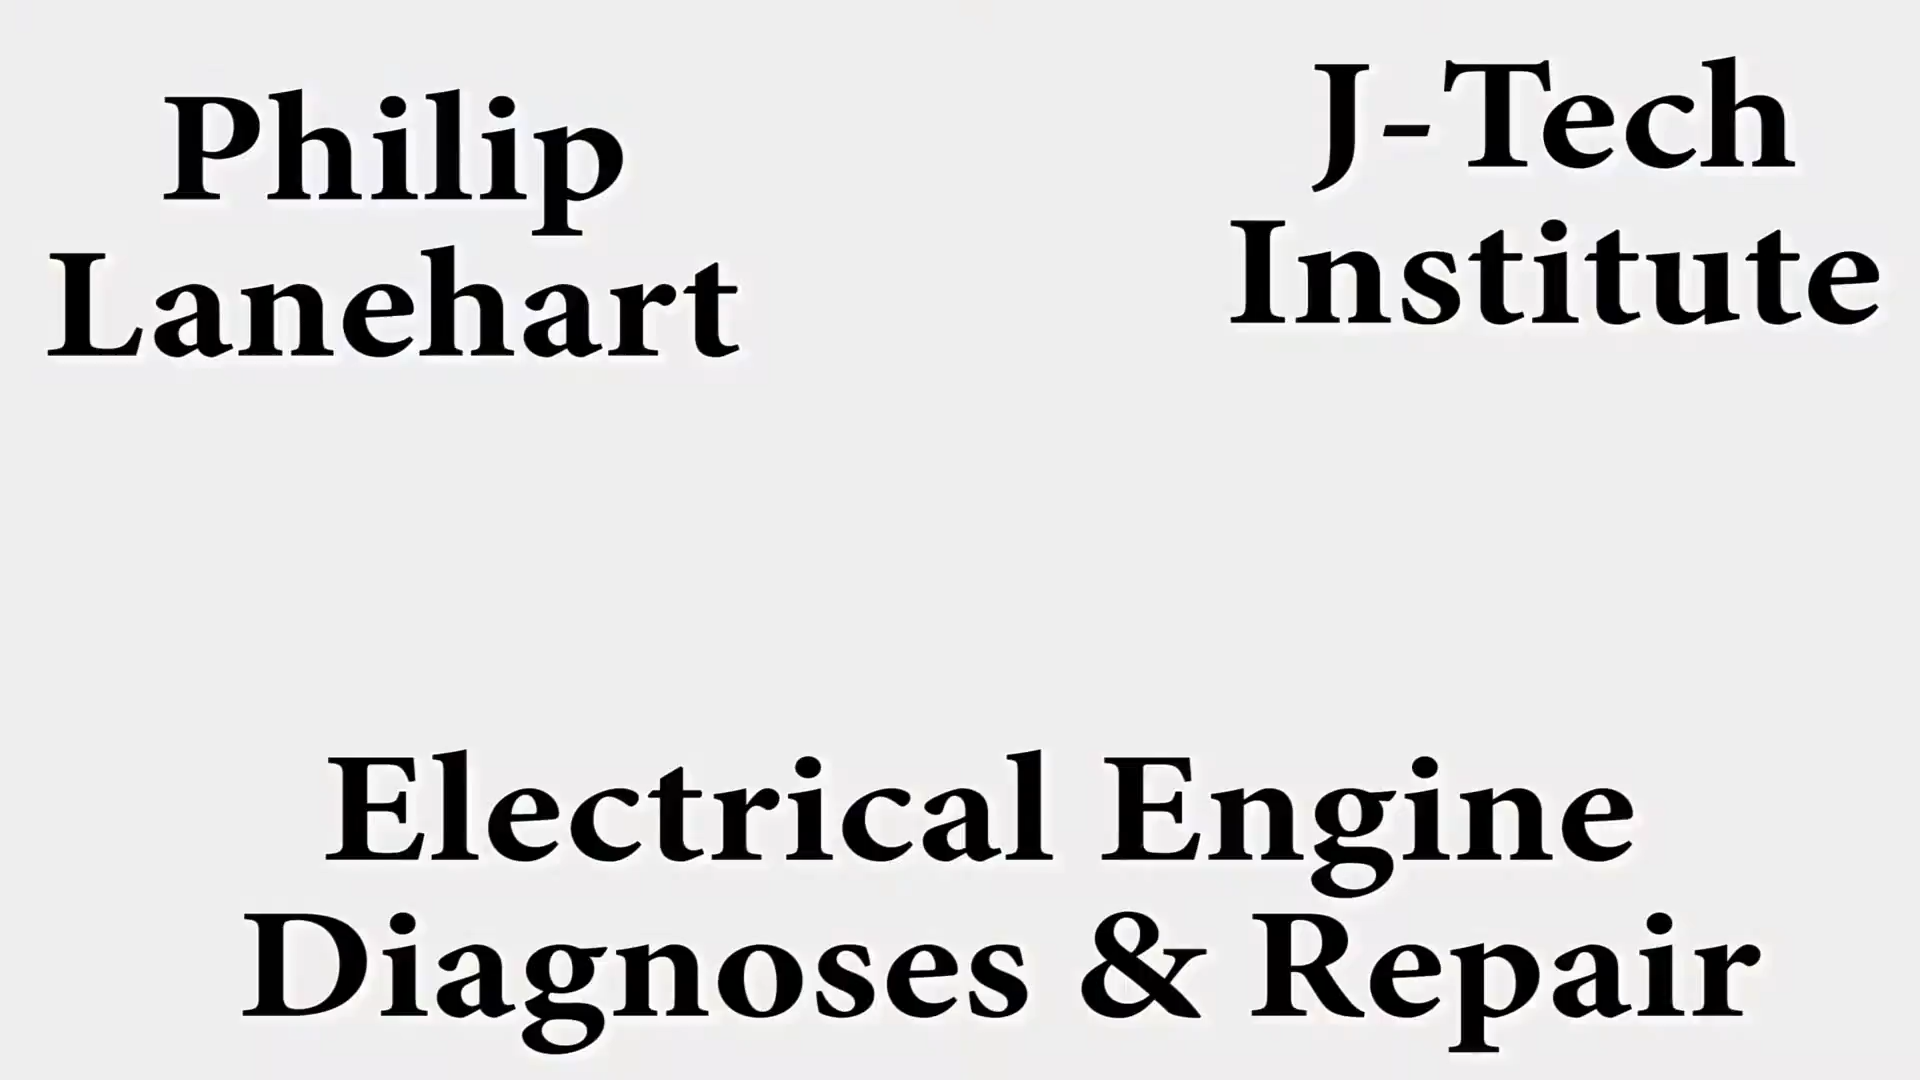 Philip
Lanehart
J-Tech
Institute
Electrical Engine
Diagnoses & Repair